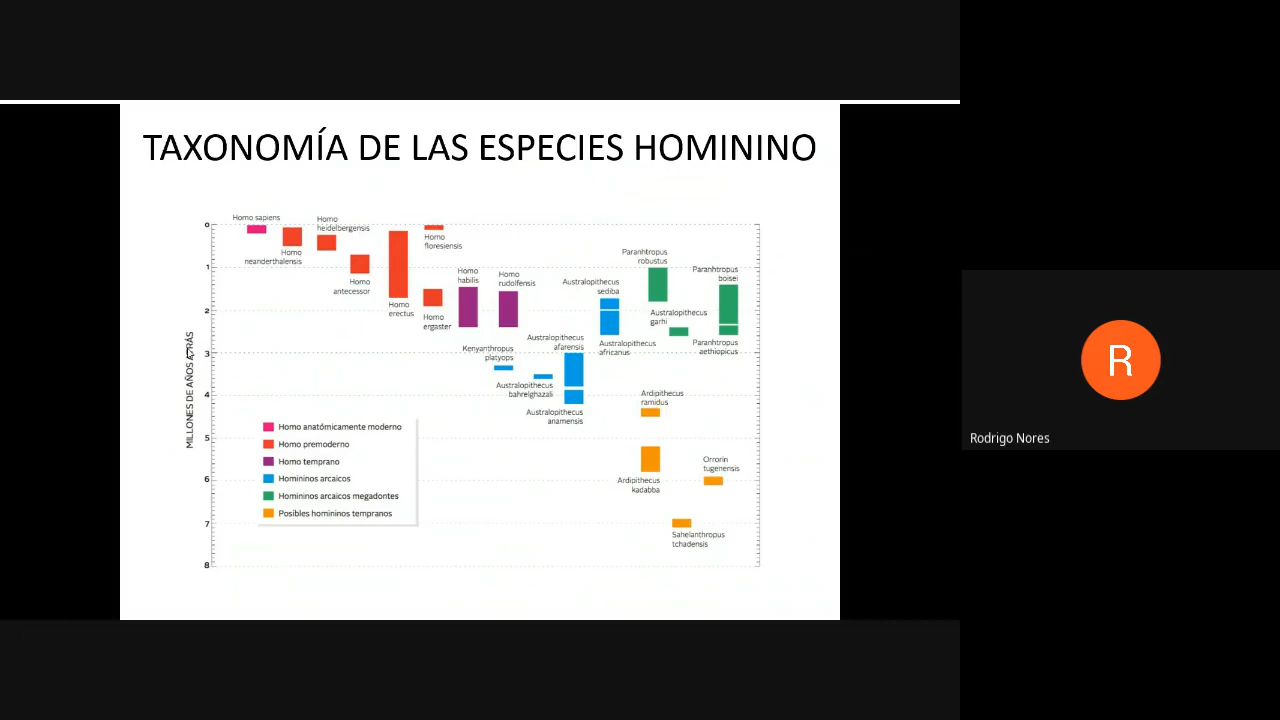 TAXONOMÍA DE LAS ESPECIES HOMININO
MILLONES DE AÑOS ATRÁS
0
1
2
3
4
5
6
7
8
Homo sapiens
Homo
neanderthalensis
Homo
heidelbergensis
Homo
antecessor
Homo
erectus
Homo
floresiensis
Homo
ergaster
Homo
habilis
Homo
rudolfensis
Kenyanthropus
platyops
Australopithecus
bahrelghazali
Australopithecus
afarensis
Australopithecus
anamensis
Australopithecus
sediba
Australopithecus
africanus
Paranhtropus
robustus
Australopithecus
garhi
Paranhtropus
boisei
Paranhtropus
aethiopicus
Ardipithecus
ramidus
Ardipithecus
kadabba
Orrorin
tugenensis
Sahelanthropus
tchadensis
Homo anatómicamente moderno
Homo premoderno
Homo temprano
Homininos arcaicos
Homininos arcaicos megadontes
Posibles homininos tempranos
R
Rodrigo Nores